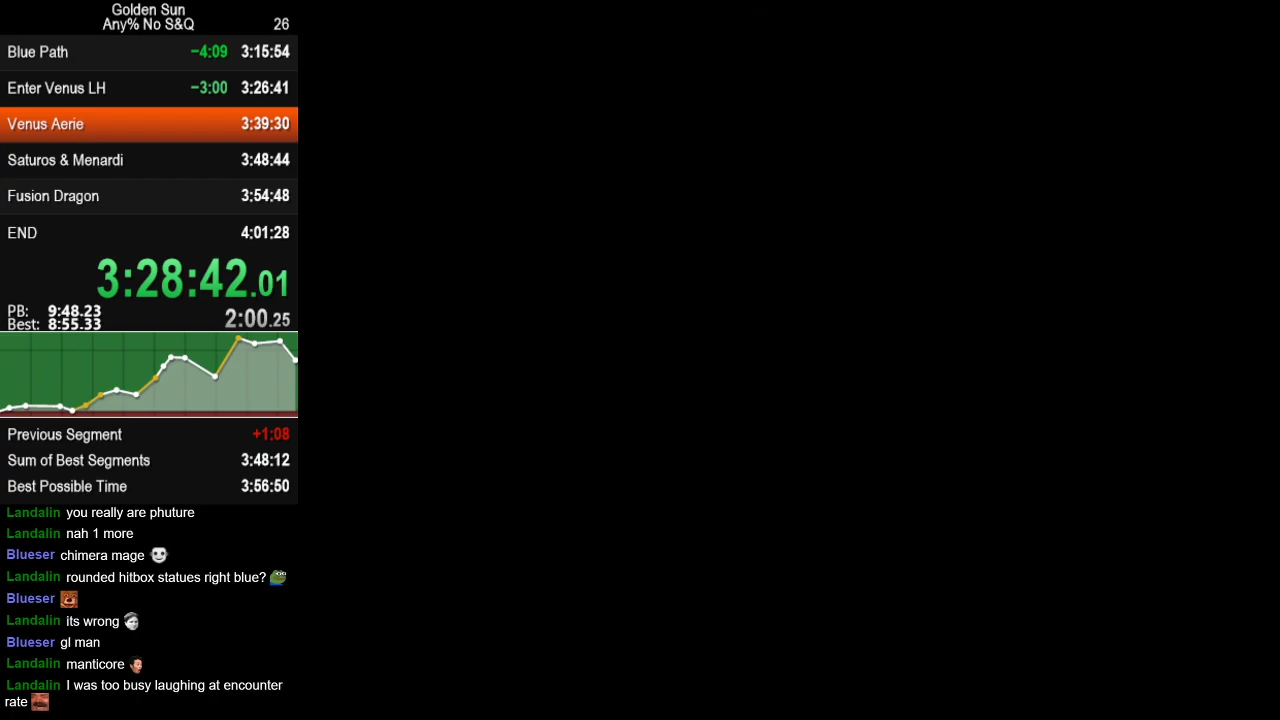 Golden Sun
Any% No S&Q 26
Blue Path −4:09 3:15:54
Enter Venus LH −3:00 3:26:41
Venus Aerie 3:39:30
Saturos & Menardi 3:48:44
Fusion Dragon 3:54:48
END 4:01:28
3:28:42.01
PB: 9:48.23
Best: 8:55.33 2:00.25
Previous Segment +1:08
Sum of Best Segments 3:48:12
Best Possible Time 3:56:50
Landalin you really are phuture
Landalin nah 1 more
Blueser chimera mage
Landalin rounded hitbox statues right blue?
Blueser
Landalin its wrong
Blueser gl man
Landalin manticore
Landalin I was too busy laughing at encounter
rate